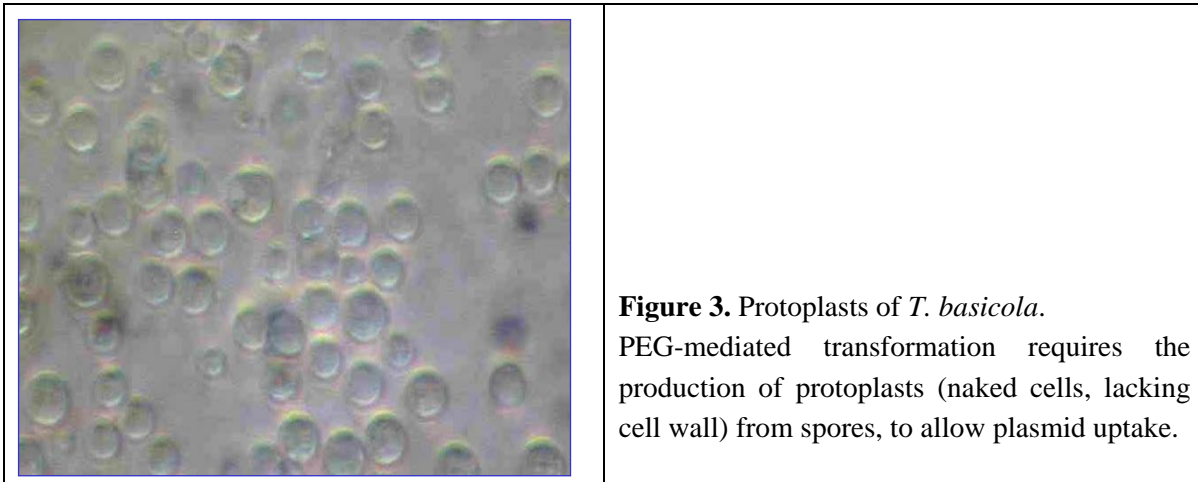 Figure 3. Protoplasts of T. basicola.
PEG-mediated transformation requires the
production of protoplasts (naked cells, lacking
cell wall) from spores, to allow plasmid uptake.